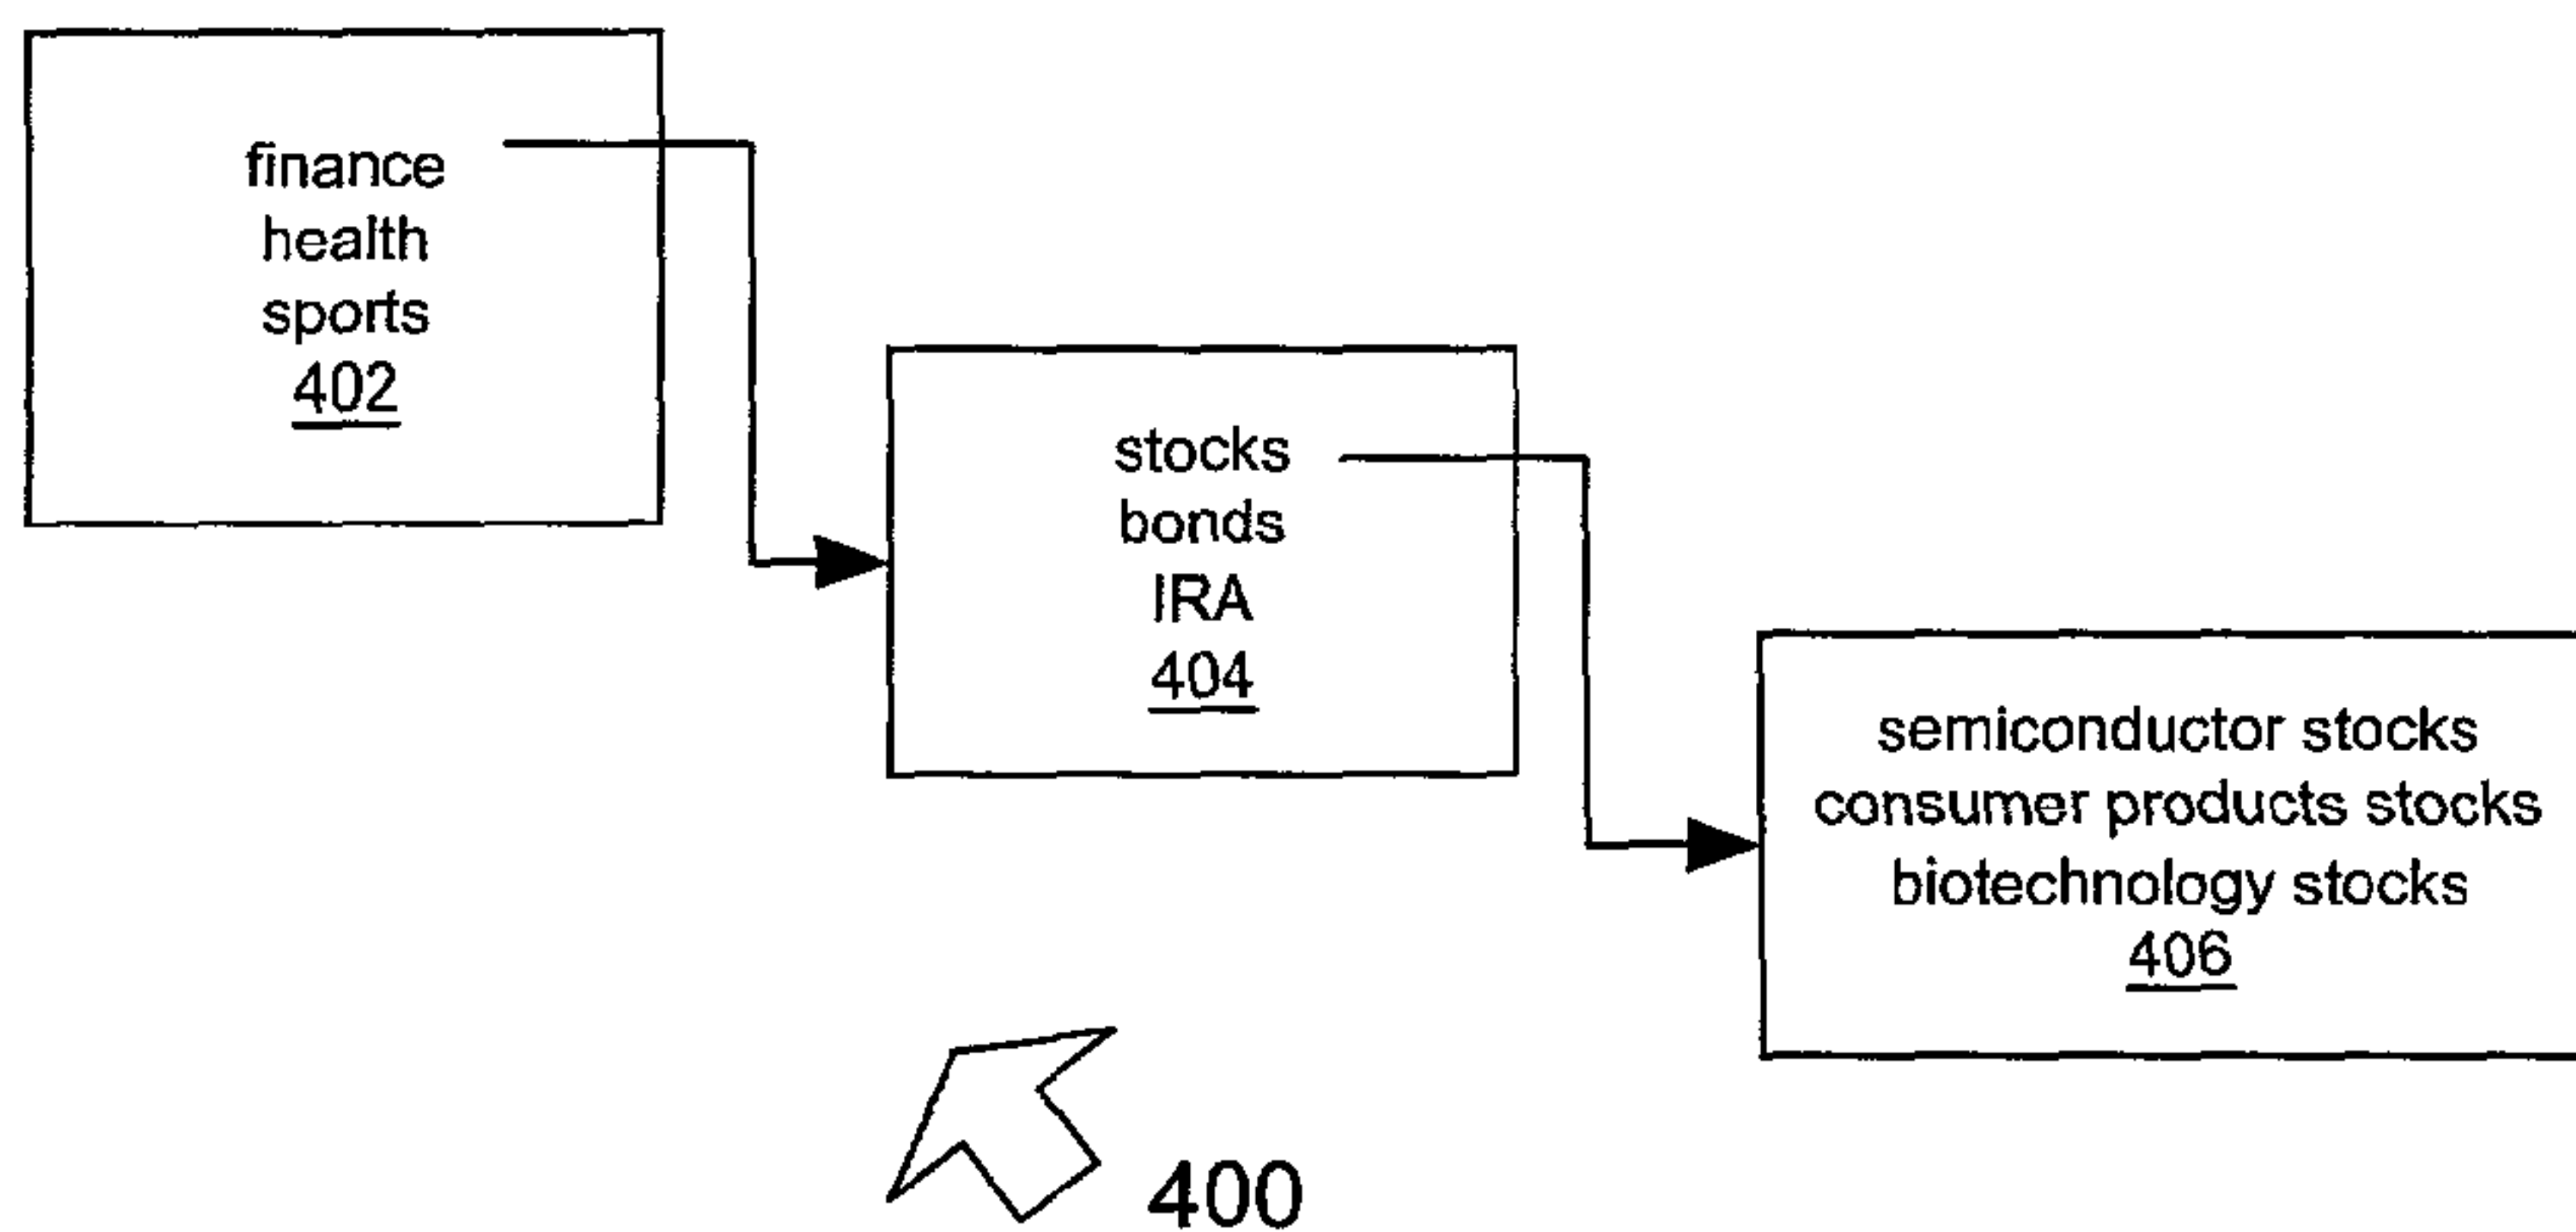 finance
health
sports
402
stocks
bonds
IRA
404
semiconductor stocks
consumer products stocks
biotechnology stocks
406
400